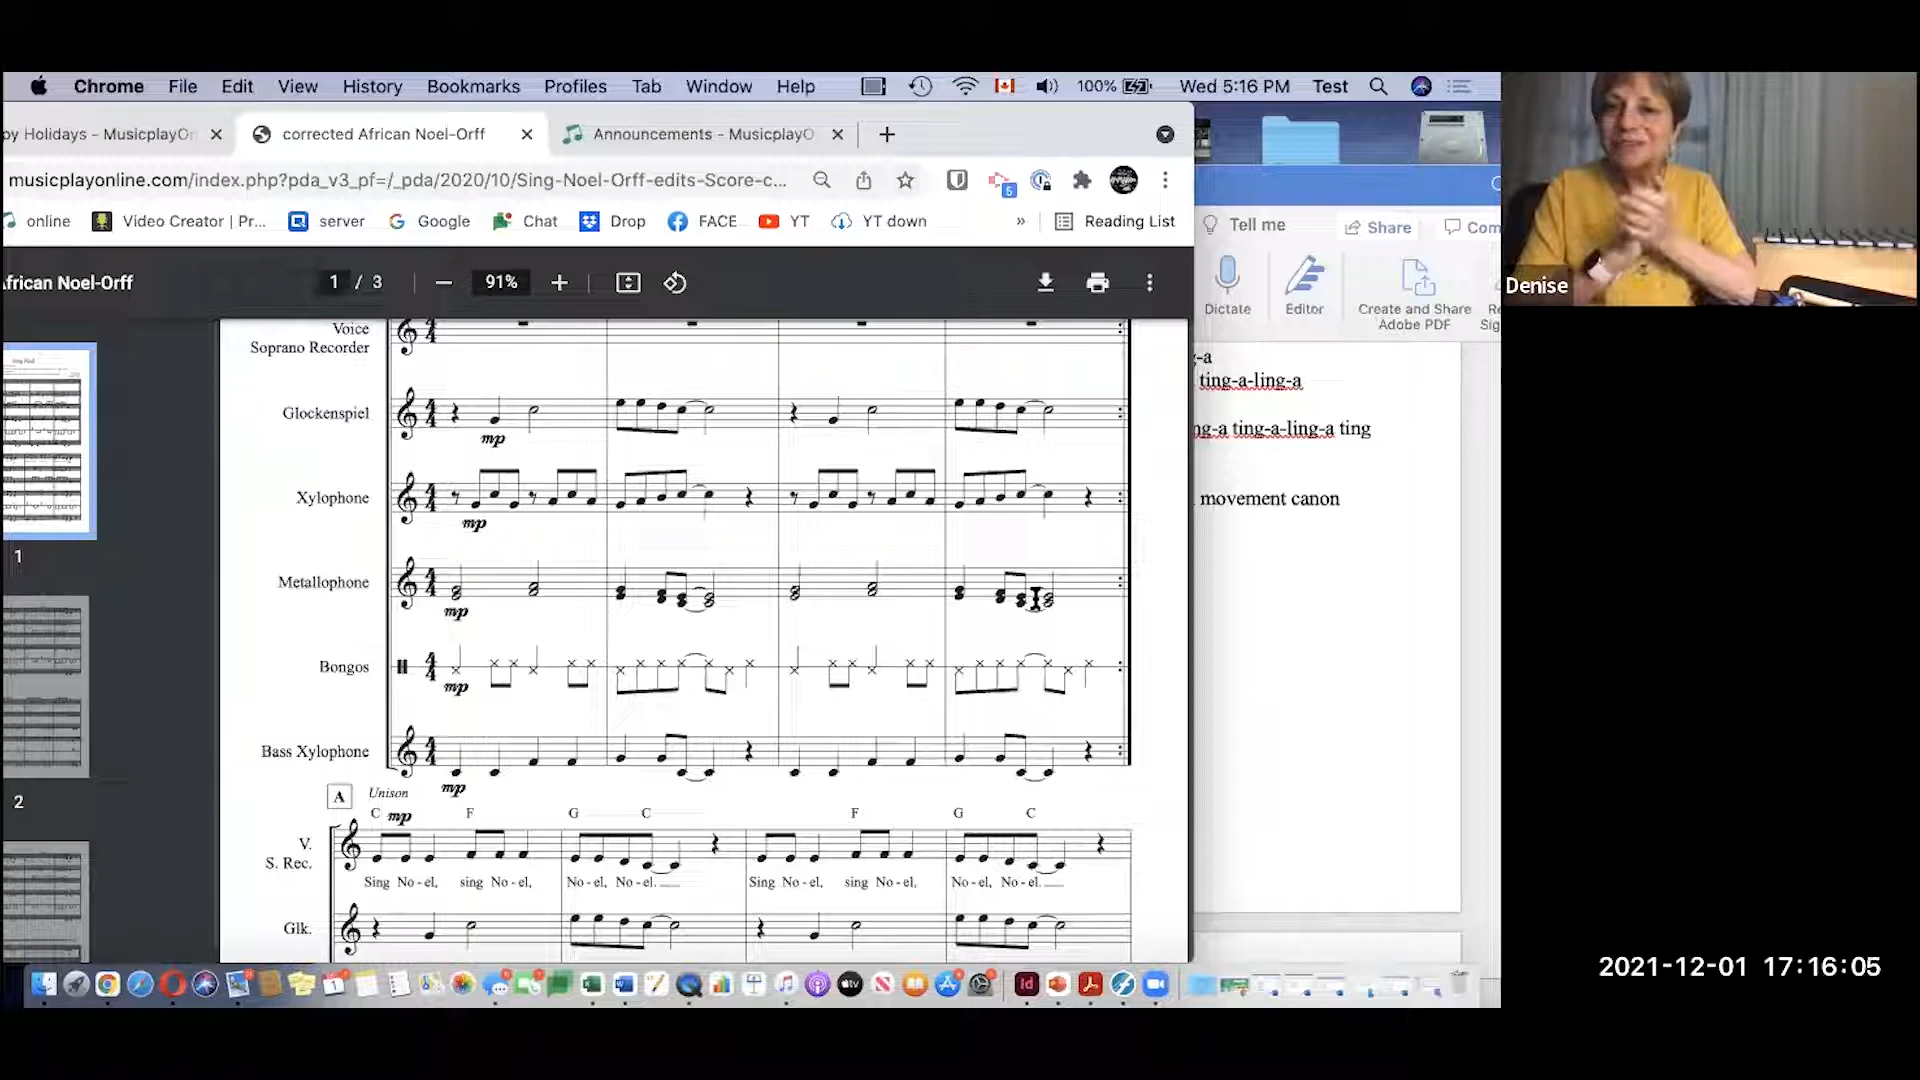 Chrome File Edit View History Bookmarks Profiles Tab Window Help 100% Wed 5:16 PM Test
py Holidays - MusicplayOn
corrected African Noel-Orff
Announcements - MusicplayO
musicplayonline.com/index.php?pda_v3_pf=/_pda/2020/10/Sing-Noel-Orff-edits-Score-c...
5
online Video Creator | Pr... server Google Chat Drop FACE YT YT down » Reading List
African Noel-Orff 1 / 3 91%
Tell me Share Com
Dictate Editor Create and Share Adobe PDF
Denise
Voice
Soprano Recorder
Glockenspiel
mp
Xylophone
mp
Metallophone
mp
Bongos
mp
Bass Xylophone
mp
A Unison
C mp F G C F G C
V.
S. Rec.
Sing No - el, sing No - el, No - el, No - el. Sing No - el, sing No - el, No - el, No - el.
Glk.
1
2
g-a
ting-a-ling-a
ng-a ting-a-ling-a ting
movement canon
2021-12-01 17:16:05